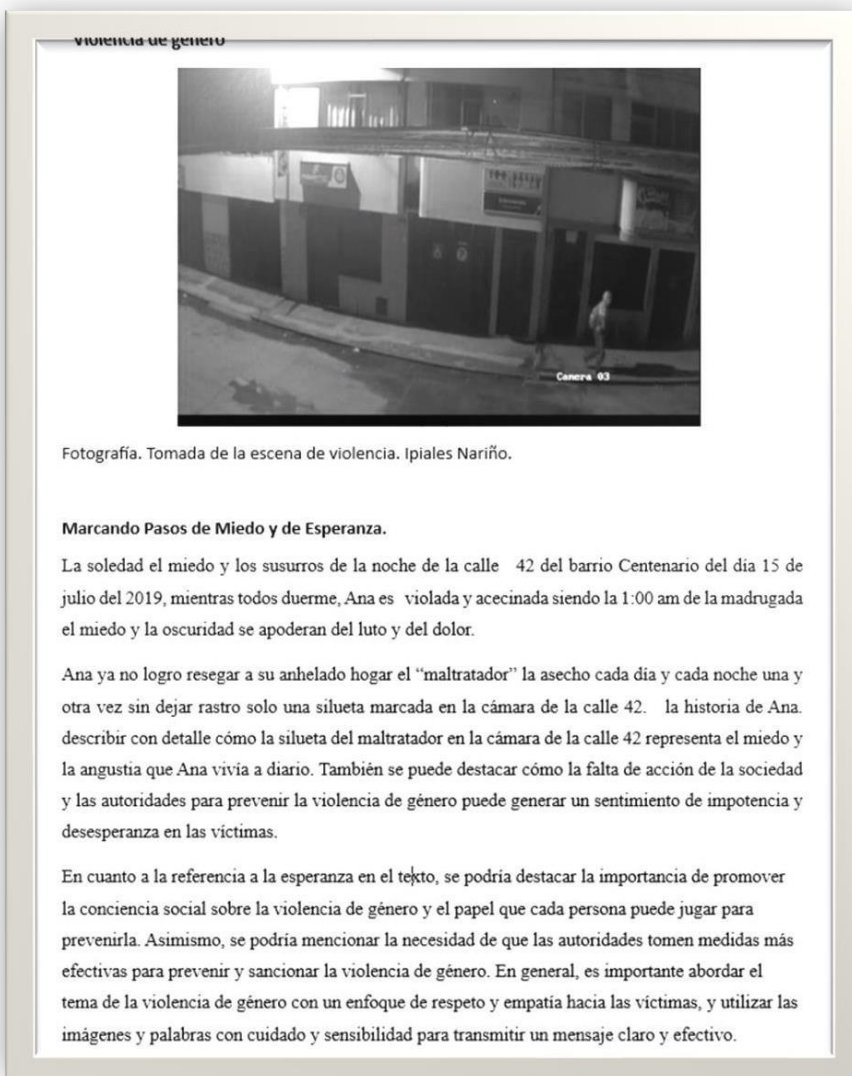 Violencia de género
Camera 03
Fotografía. Tomada de la escena de violencia. Ipiales Nariño.
Marcando Pasos de Miedo y de Esperanza.
La soledad el miedo y los susurros de la noche de la calle 42 del barrio Centenario del día 15 de
julio del 2019, mientras todos duerme, Ana es violada y acecinada siendo la 1:00 am de la madrugada
el miedo y la oscuridad se apoderan del luto y del dolor.
Ana ya no logro resegar a su anhelado hogar el “maltratador” la asecho cada día y cada noche una y
otra vez sin dejar rastro solo una silueta marcada en la cámara de la calle 42. la historia de Ana.
describir con detalle cómo la silueta del maltratador en la cámara de la calle 42 representa el miedo y
la angustia que Ana vivía a diario. También se puede destacar cómo la falta de acción de la sociedad
y las autoridades para prevenir la violencia de género puede generar un sentimiento de impotencia y
desesperanza en las víctimas.
En cuanto a la referencia a la esperanza en el texto, se podría destacar la importancia de promover
la conciencia social sobre la violencia de género y el papel que cada persona puede jugar para
prevenirla. Asimismo, se podría mencionar la necesidad de que las autoridades tomen medidas más
efectivas para prevenir y sancionar la violencia de género. En general, es importante abordar el
tema de la violencia de género con un enfoque de respeto y empatía hacia las víctimas, y utilizar las
imágenes y palabras con cuidado y sensibilidad para transmitir un mensaje claro y efectivo.